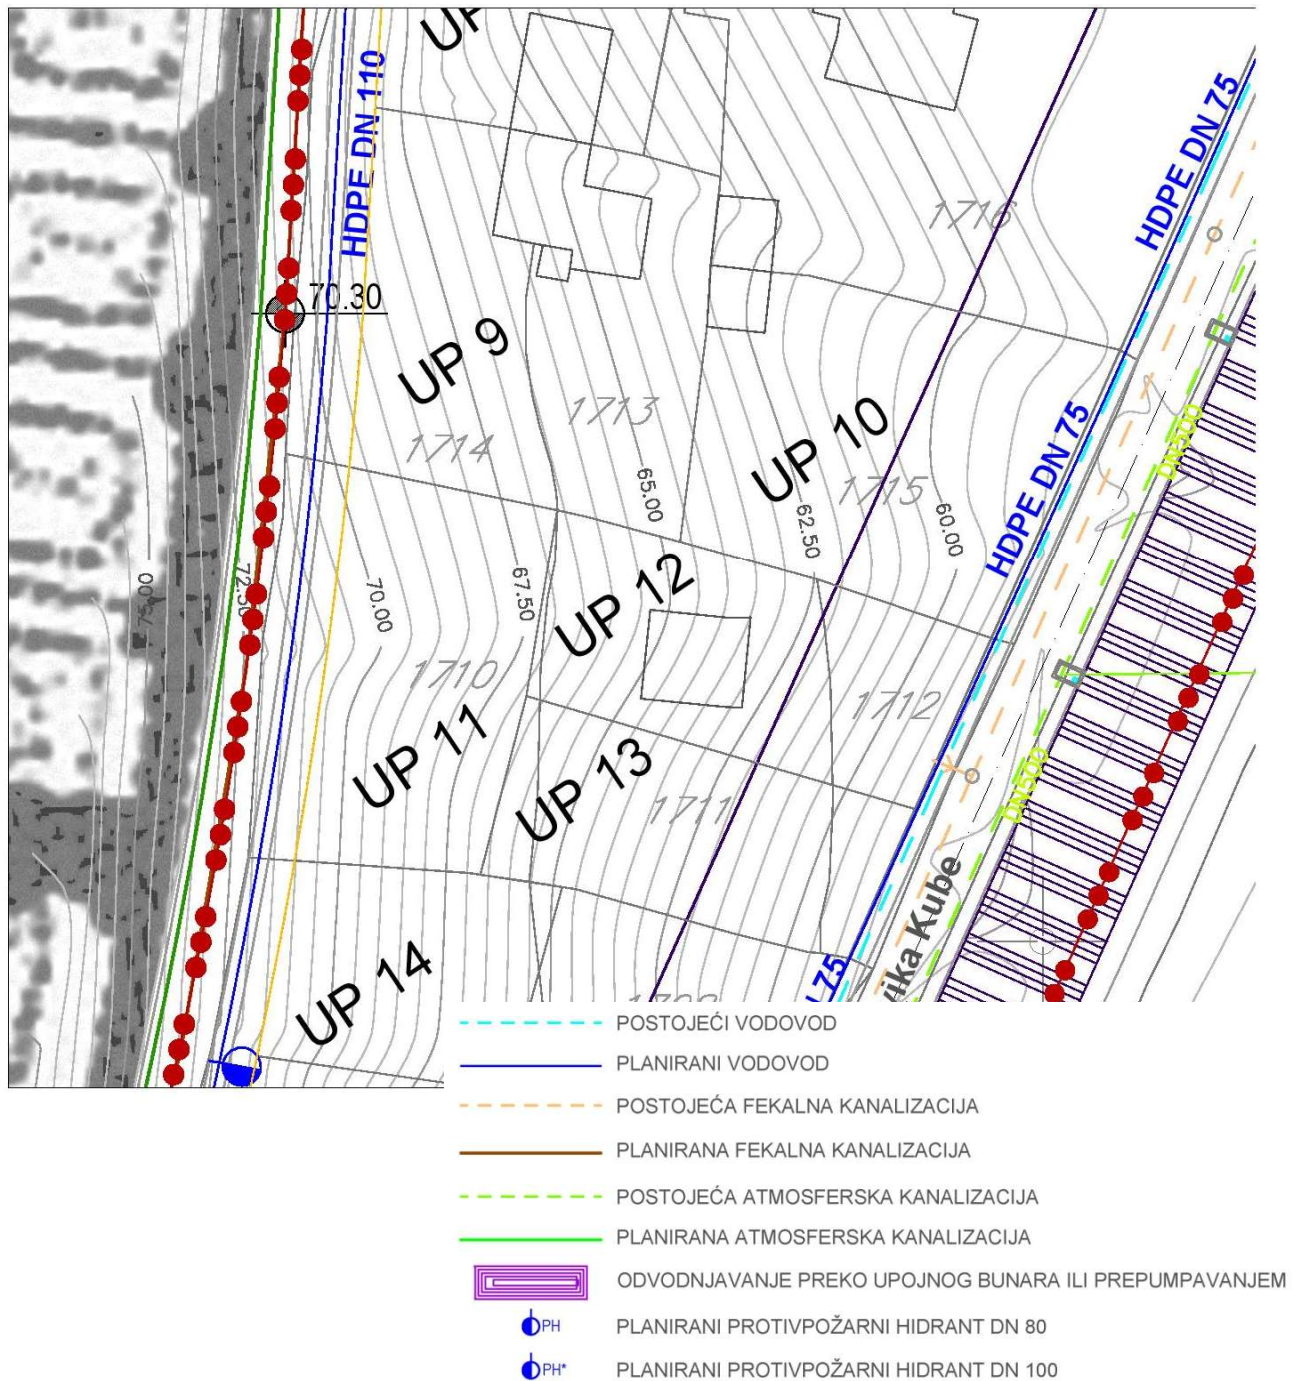 UP
HDPE DN 110
HDPE DN 75
1716
70.30
UP 9
1713
1714
UP 10
DN500
HDPE DN 75
65.00
1715
62.50
60.00
72.50
70.00
67.50
UP 12
1710
1712
UP 11
UP 13
1711
DN500
vika Kube
UP 14
75
POSTOJEĆI VODOVOD
PLANIRANI VODOVOD
POSTOJEĆA FEKALNA KANALIZACIJA
PLANIRANA FEKALNA KANALIZACIJA
POSTOJEĆA ATMOSFERSKA KANALIZACIJA
PLANIRANA ATMOSFERSKA KANALIZACIJA
ODVODNJAVANJE PREKO UPOJNOG BUNARA ILI PREPUMPAVANJEM
PH PLANIRANI PROTIVPOŽARNI HIDRANT DN 80
PH* PLANIRANI PROTIVPOŽARNI HIDRANT DN 100